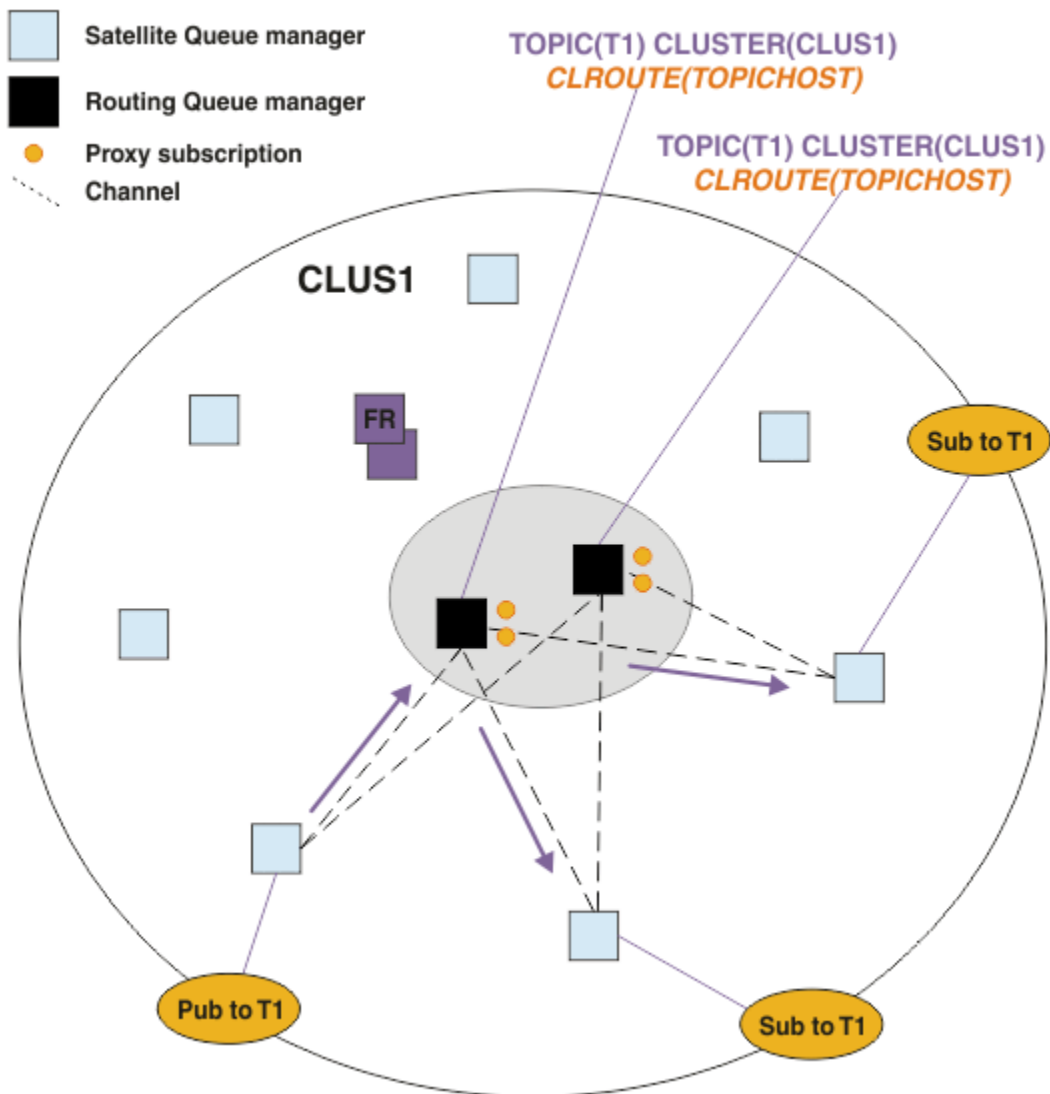 Satellite Queue manager
Routing Queue manager
Proxy subscription
Channel
TOPIC(T1) CLUSTER(CLUS1)
CLROUTE(TOPICHOST)
TOPIC(T1) CLUSTER(CLUS1)
CLROUTE(TOPICHOST)
CLUS1
FR
Sub to T1
Pub to T1
Sub to T1